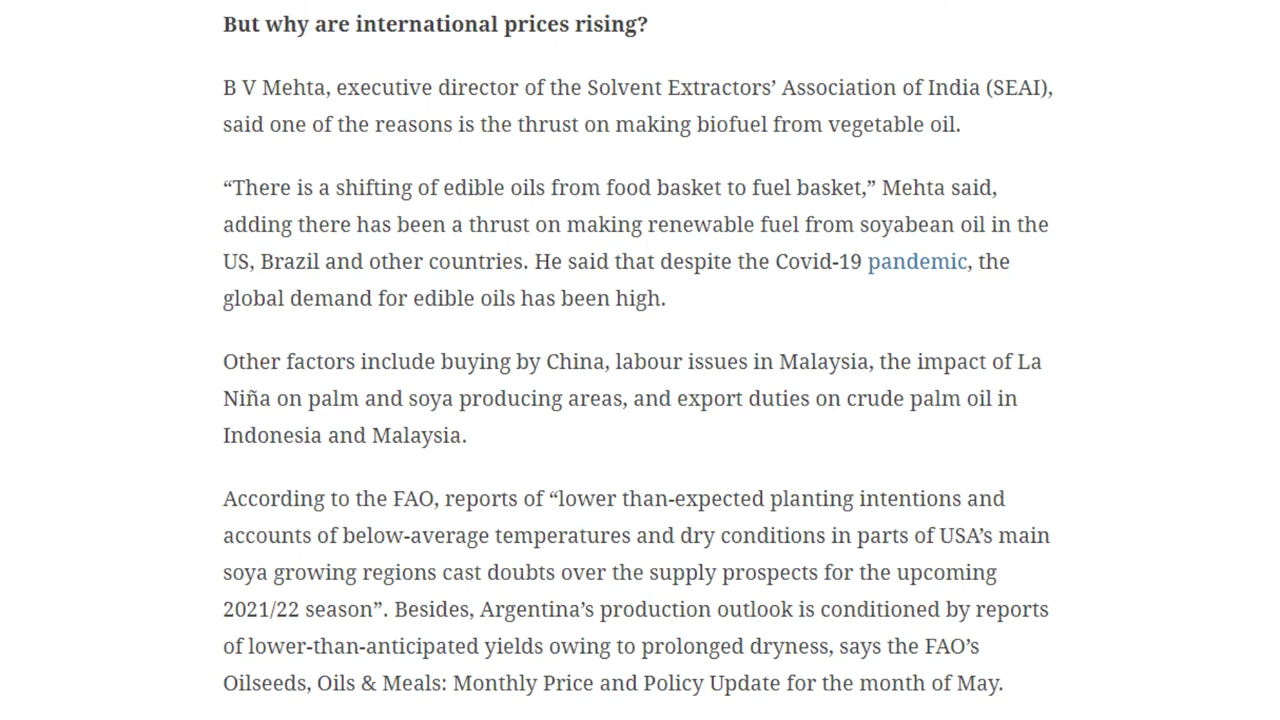 But why are international prices rising?
B V Mehta, executive director of the Solvent Extractors’ Association of India (SEAI),
said one of the reasons is the thrust on making biofuel from vegetable oil.
“There is a shifting of edible oils from food basket to fuel basket,” Mehta said,
adding there has been a thrust on making renewable fuel from soyabean oil in the
US, Brazil and other countries. He said that despite the Covid-19 pandemic, the
global demand for edible oils has been high.
Other factors include buying by China, labour issues in Malaysia, the impact of La
Niña on palm and soya producing areas, and export duties on crude palm oil in
Indonesia and Malaysia.
According to the FAO, reports of “lower than-expected planting intentions and
accounts of below-average temperatures and dry conditions in parts of USA’s main
soya growing regions cast doubts over the supply prospects for the upcoming
2021/22 season”. Besides, Argentina’s production outlook is conditioned by reports
of lower-than-anticipated yields owing to prolonged dryness, says the FAO’s
Oilseeds, Oils & Meals: Monthly Price and Policy Update for the month of May.